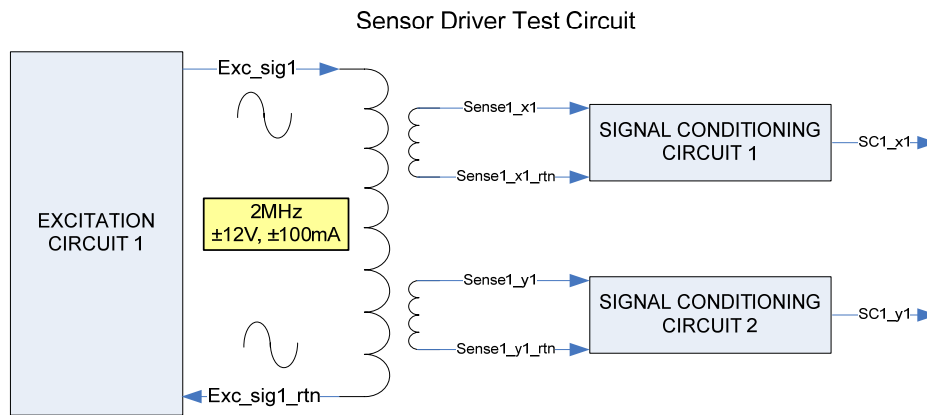 Sensor Driver Test Circuit
Exc_sig1
Sense1_x1
SIGNAL CONDITIONING
CIRCUIT 1
SC1_x1
Sense1_x1_rtn
EXCITATION
CIRCUIT 1
2MHz
±12V, ±100mA
Sense1_y1
SIGNAL CONDITIONING
CIRCUIT 2
SC1_y1
Sense1_y1_rtn
Exc_sig1_rtn